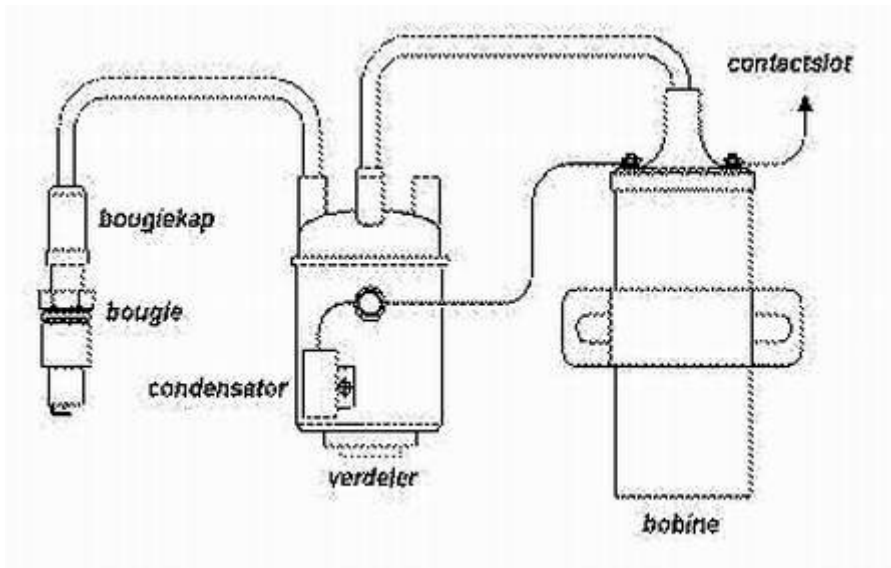 contactslot
bougiekap
bougie
condensator
verdeler
bobine